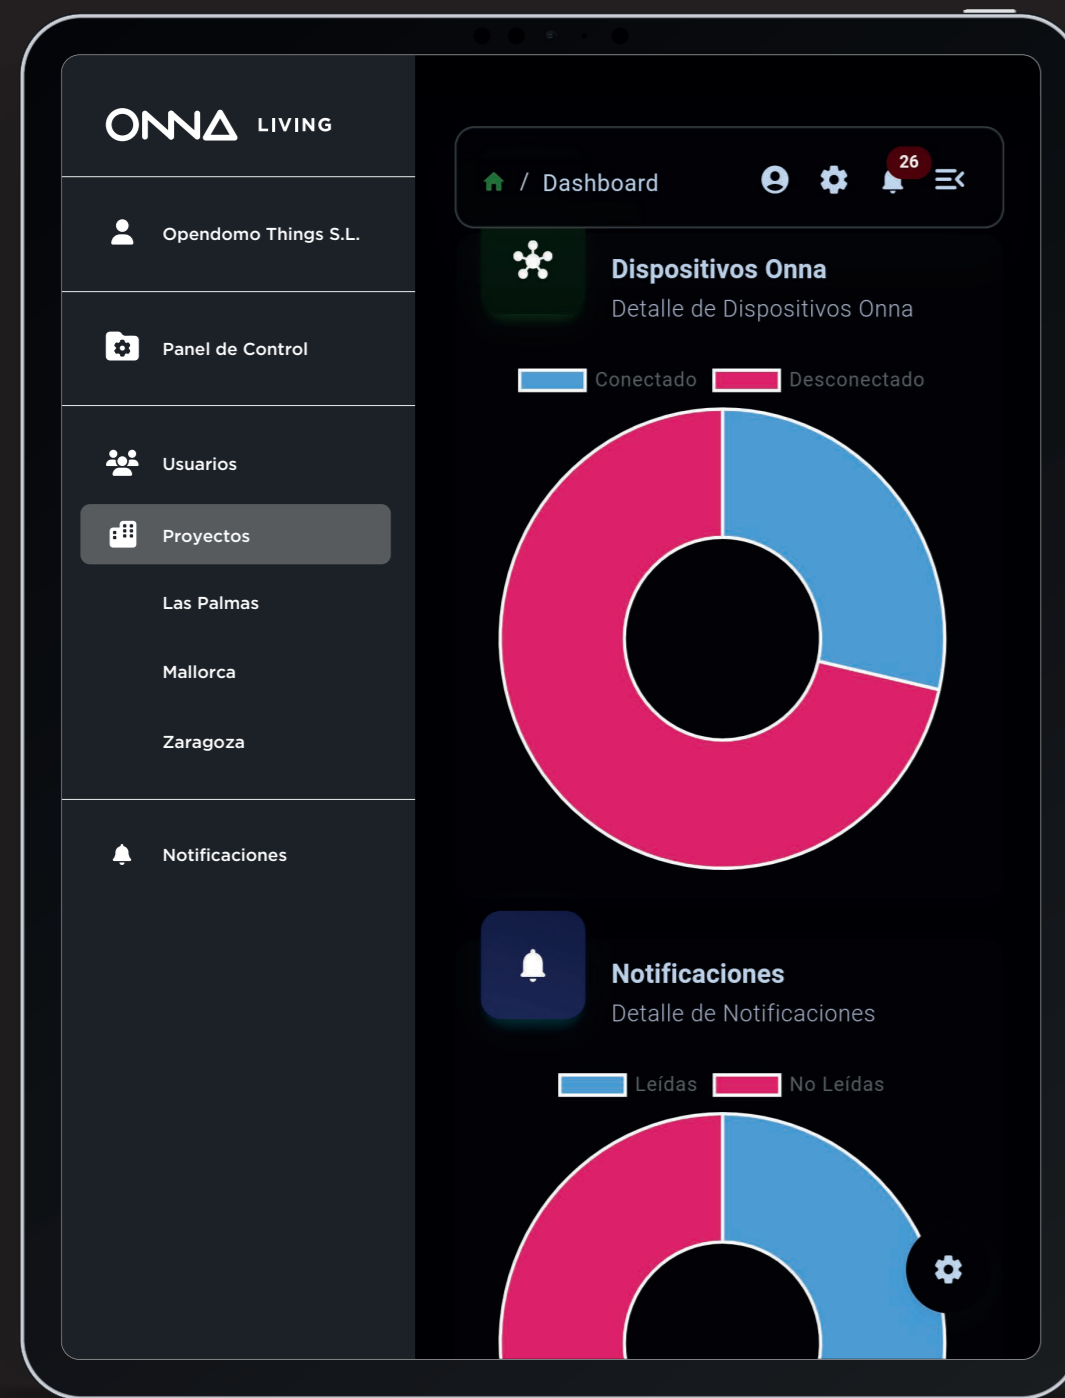 ONNA LIVING
Opendomo Things S.L.
Panel de Control
Usuarios
Proyectos
Las Palmas
Mallorca
Zaragoza
Notificaciones
/ Dashboard
26
Dispositivos Onna
Detalle de Dispositivos Onna
Conectado Desconectado
Notificaciones
Detalle de Notificaciones
Leídas No Leídas